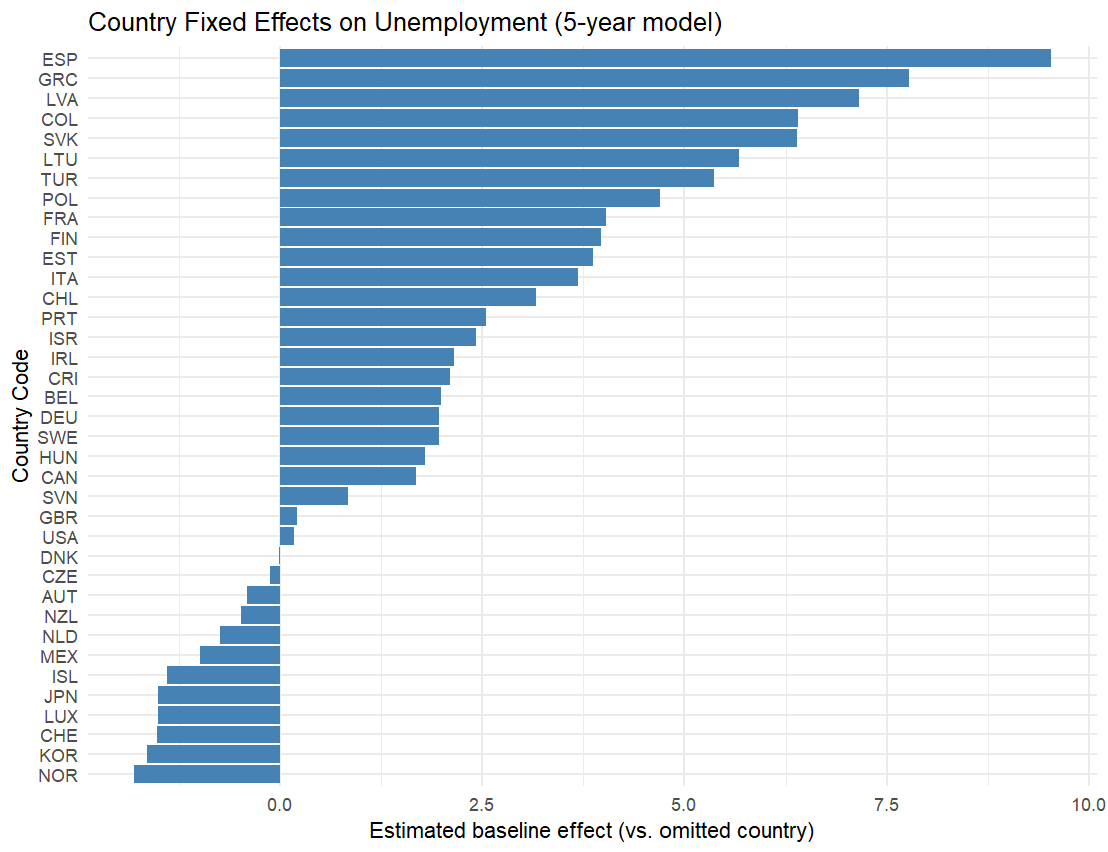 Country Fixed Effects on Unemployment (5-year model)
Country Code
ESP
GRC
LVA
COL
SVK
LTU
TUR
POL
FRA
FIN
EST
ITA
CHL
PRT
ISR
IRL
CRI
BEL
DEU
SWE
HUN
CAN
SVN
GBR
USA
DNK
CZE
AUT
NZL
NLD
MEX
ISL
JPN
LUX
CHE
KOR
NOR
0.0 2.5 5.0 7.5 10.0
Estimated baseline effect (vs. omitted country)